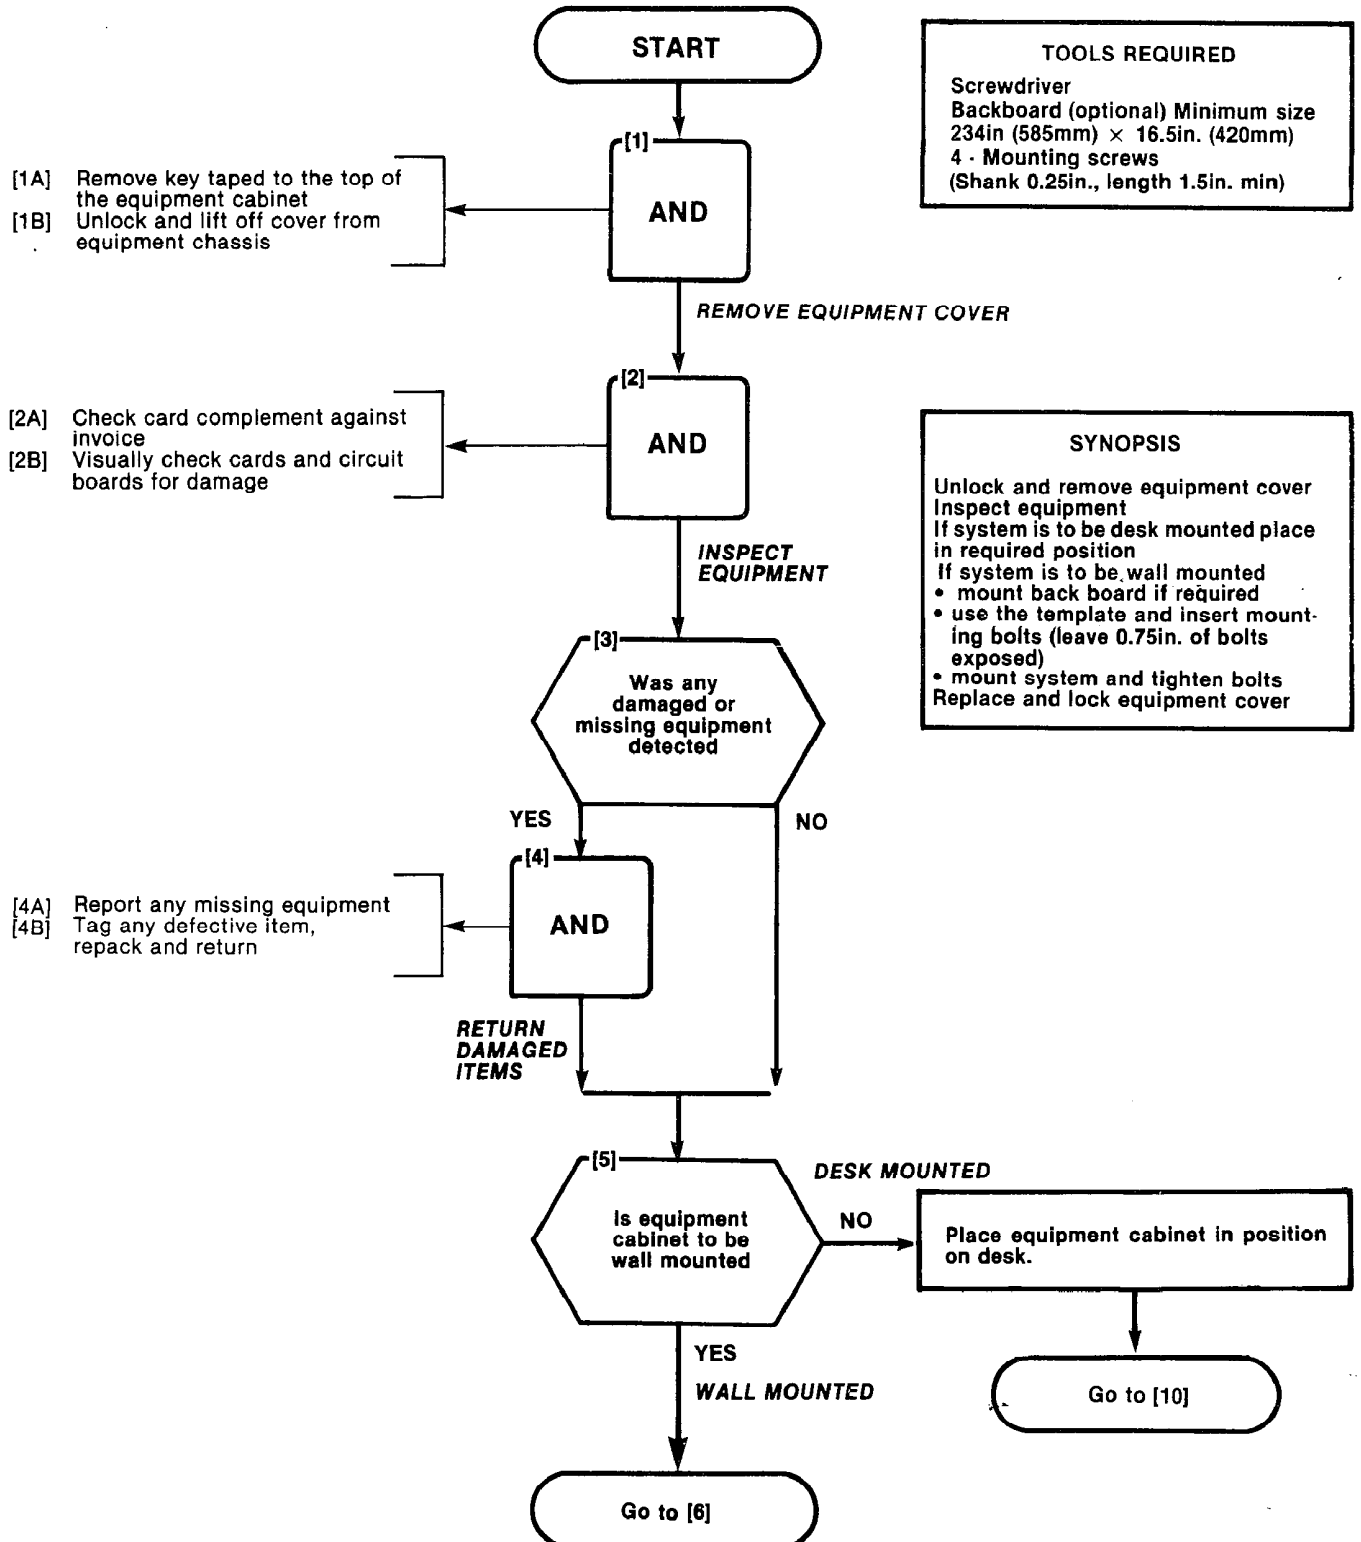 START
TOOLS REQUIRED
Screwdriver
Backboard (optional) Minimum size
234in (585mm) × 16.5in. (420mm)
4 - Mounting screws
(Shank 0.25in., length 1.5in. min)
[1]
AND
[1A] Remove key taped to the top of
the equipment cabinet
[1B] Unlock and lift off cover from
equipment chassis
REMOVE EQUIPMENT COVER
[2]
AND
[2A] Check card complement against
invoice
[2B] Visually check cards and circuit
boards for damage
SYNOPSIS
Unlock and remove equipment cover
Inspect equipment
If system is to be desk mounted place
in required position
If system is to be wall mounted
• mount back board if required
• use the template and insert mount-
ing bolts (leave 0.75in. of bolts
exposed)
• mount system and tighten bolts
Replace and lock equipment cover
INSPECT
EQUIPMENT
[3]
Was any
damaged or
missing equipment
detected
YES
NO
[4]
AND
[4A] Report any missing equipment
[4B] Tag any defective item,
repack and return
RETURN
DAMAGED
ITEMS
[5]
Is equipment
cabinet to be
wall mounted
DESK MOUNTED
NO
Place equipment cabinet in position
on desk.
Go to [10]
YES
WALL MOUNTED
Go to [6]